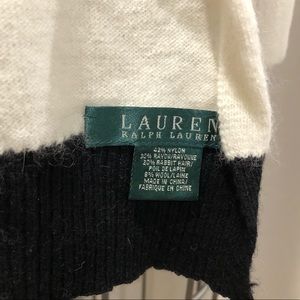 LAUREN
RALPH LAUREN
42% NYLON
30% RAYON/RAYONNE
20% RABBIT HAIR/
POIL DE LAPIN
8% WOOL/LAINE
MADE IN CHINA/
FABRIQUE EN CHINE